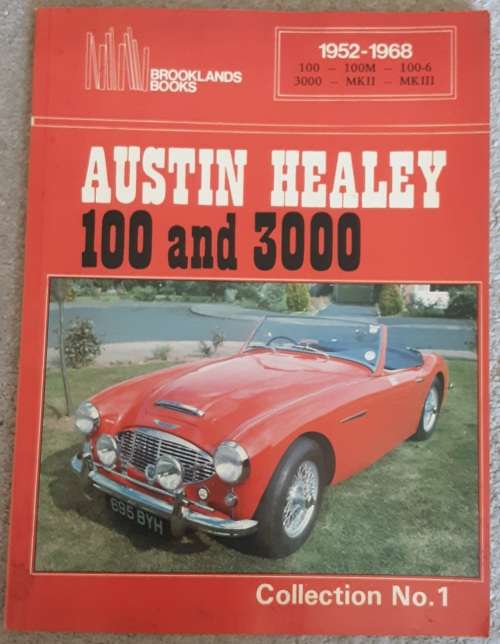 BROOKLANDS
BOOKS
1952-1968
100 - 100M - 100-6
3000 - MKII - MKIII
AUSTIN HEALEY
100 and 3000
695 BYH
Collection No.1